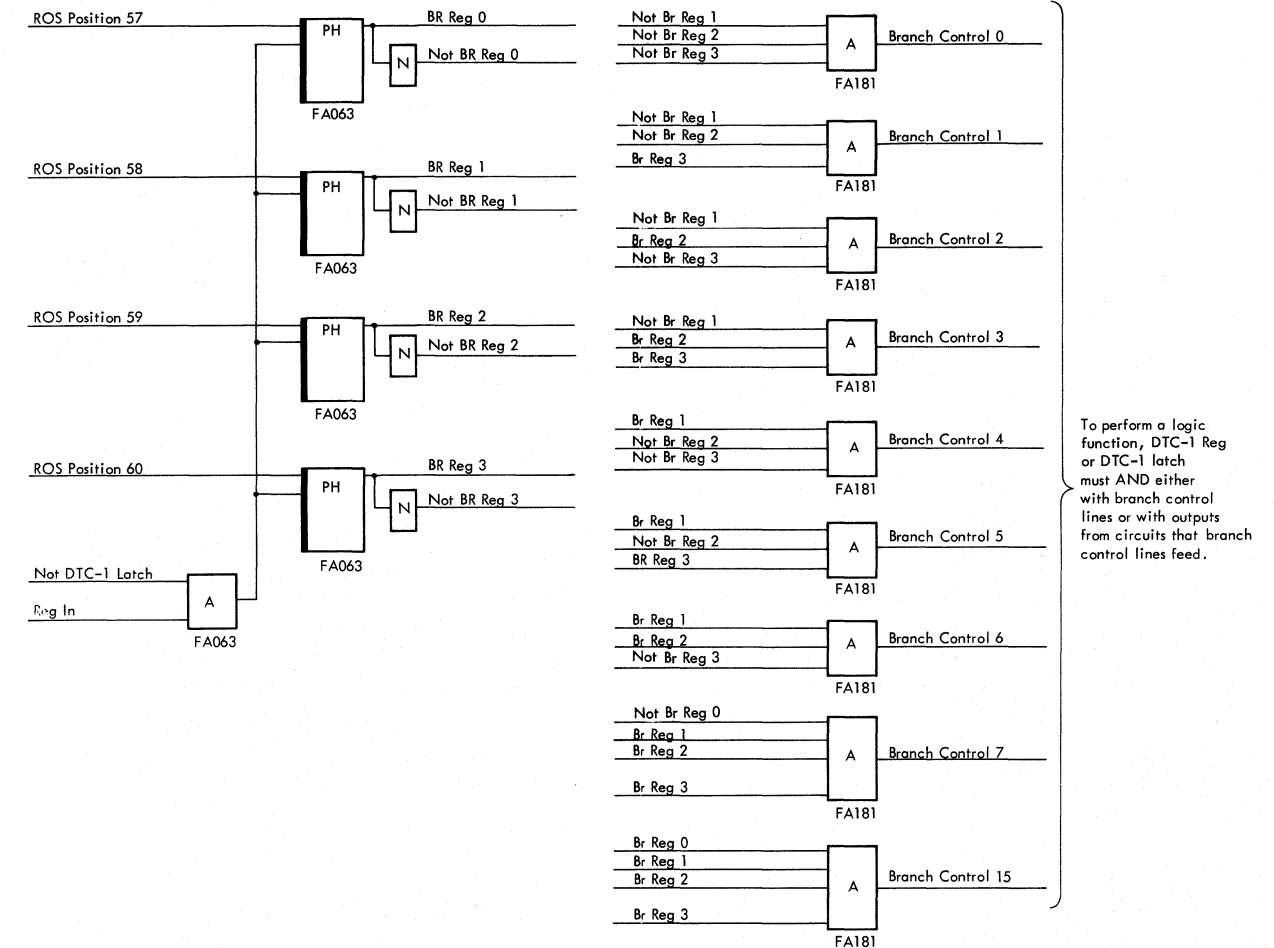 ROS Position 57
PH
BR Reg 0
N
Not BR Reg 0
FA063
ROS Position 58
PH
BR Reg 1
N
Not BR Reg 1
FA063
ROS Position 59
PH
BR Reg 2
N
Not BR Reg 2
FA063
ROS Position 60
PH
BR Reg 3
N
Not BR Reg 3
FA063
Not DTC-1 Latch
Reg In
A
FA063
Not Br Reg 1
Not Br Reg 2
Not Br Reg 3
A
Branch Control 0
FA181
Not Br Reg 1
Not Br Reg 2
Br Reg 3
A
Branch Control 1
FA181
Not Br Reg 1
Br Reg 2
Not Br Reg 3
A
Branch Control 2
FA181
Not Br Reg 1
Br Reg 2
Br Reg 3
A
Branch Control 3
FA181
Br Reg 1
Not Br Reg 2
Not Br Reg 3
A
Branch Control 4
FA181
Br Reg 1
Not Br Reg 2
BR Reg 3
A
Branch Control 5
FA181
Br Reg 1
Br Reg 2
Not Br Reg 3
A
Branch Control 6
FA181
Not Br Reg 0
Br Reg 1
Br Reg 2
Br Reg 3
A
Branch Control 7
FA181
Br Reg 0
Br Reg 1
Br Reg 2
Br Reg 3
A
Branch Control 15
FA181
To perform a logic
function, DTC-1 Reg
or DTC-1 latch
must AND either
with branch control
lines or with outputs
from circuits that branch
control lines feed.